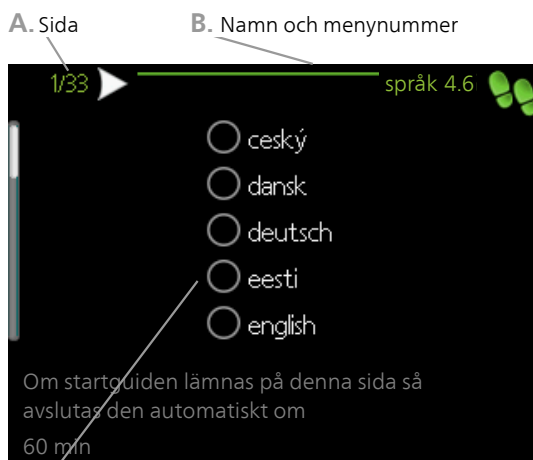 A. Sida
B. Namn och menynummer
1/33
språk 4.6
ceský
dansk
deutsch
eesti
english
Om startguiden lämnas på denna sida så
avslutas den automatiskt om
60 min